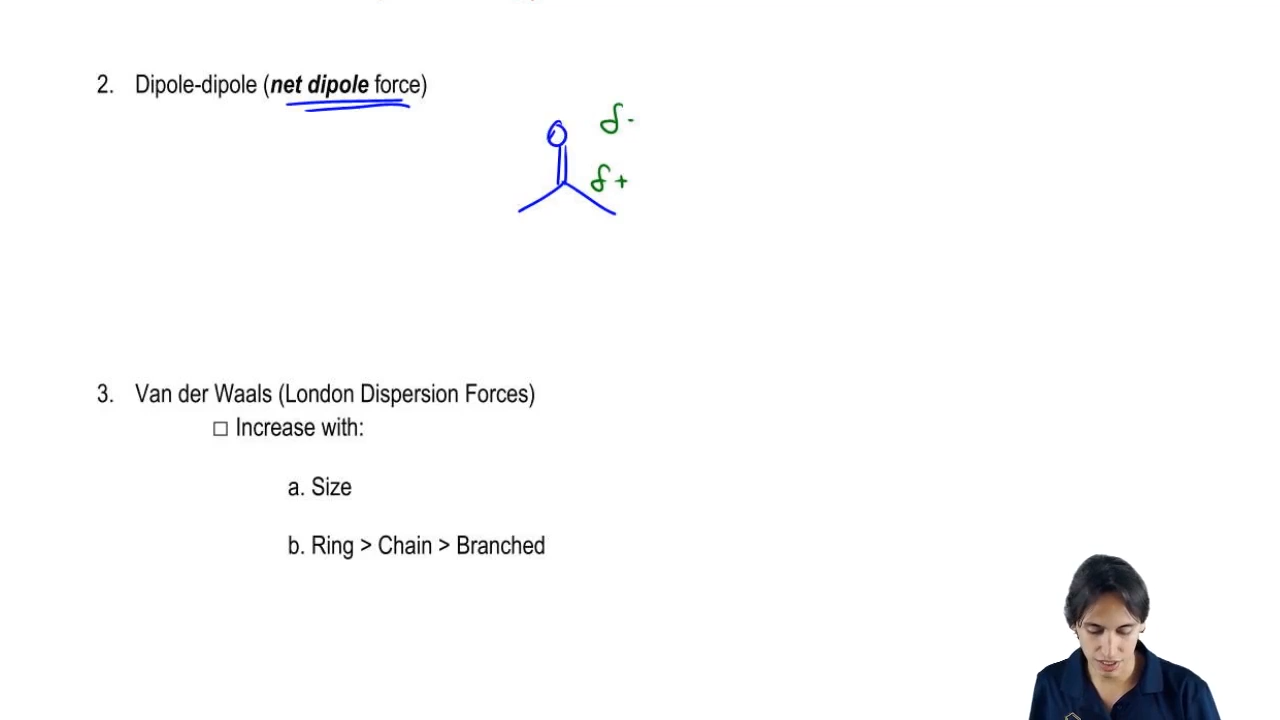 2. Dipole-dipole (net dipole force)
O
δ-
δ+
3. Van der Waals (London Dispersion Forces)
□ Increase with:
a. Size
b. Ring > Chain > Branched